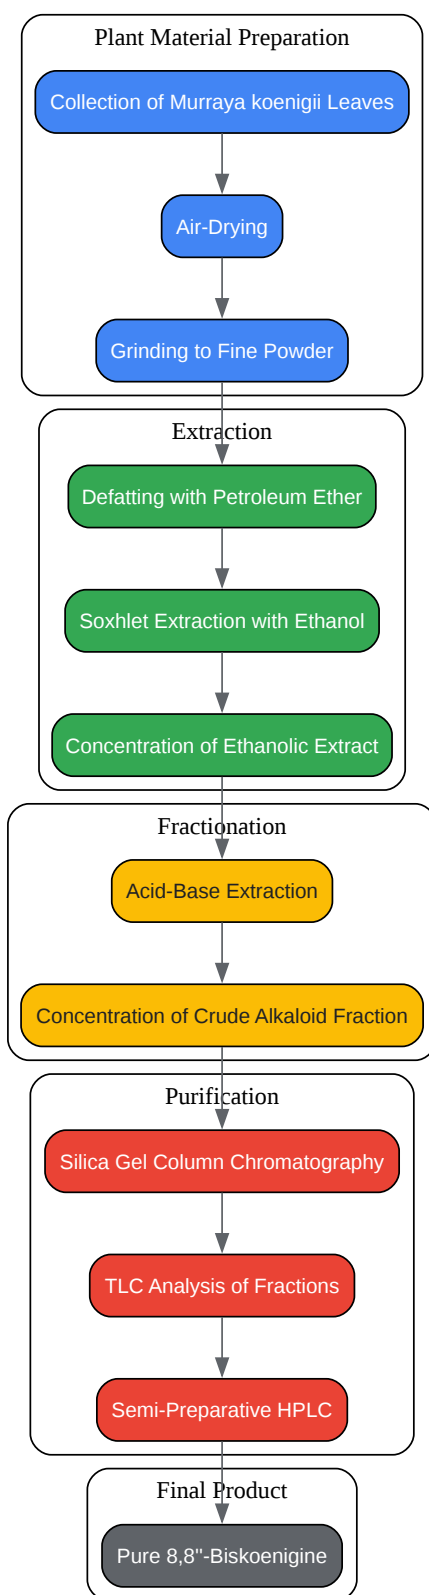 Plant Material Preparation
Collection of Murraya koenigii Leaves
Air-Drying
Grinding to Fine Powder
Extraction
Defatting with Petroleum Ether
Soxhlet Extraction with Ethanol
Concentration of Ethanolic Extract
Fractionation
Acid-Base Extraction
Concentration of Crude Alkaloid Fraction
Purification
Silica Gel Column Chromatography
TLC Analysis of Fractions
Semi-Preparative HPLC
Final Product
Pure 8,8''-Biskoenigine